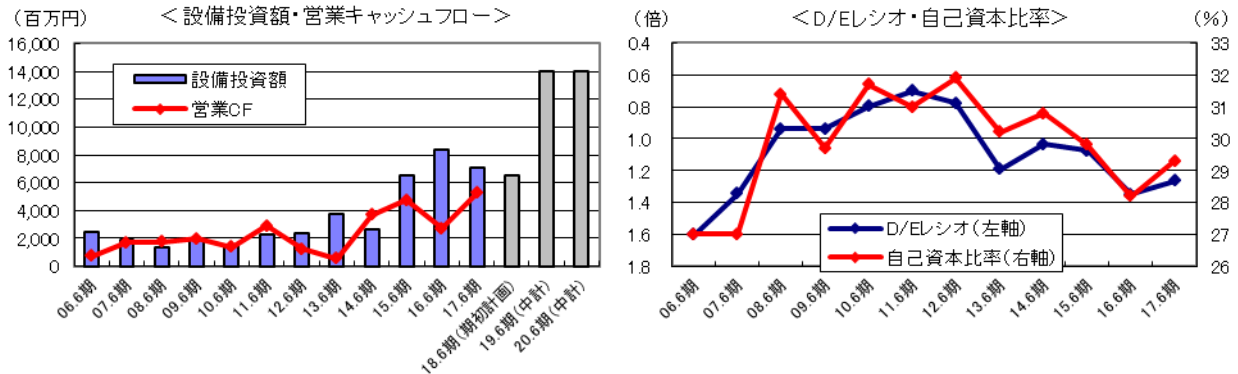 (百万円)
＜設備投資額・営業キャッシュフロー＞
16,000
14,000
12,000
10,000
8,000
6,000
4,000
2,000
0
設備投資額
営業CF
06.6期
07.6期
08.6期
09.6期
10.6期
11.6期
12.6期
13.6期
14.6期
15.6期
16.6期
17.6期
18.6期(期初計画)
19.6期(中計)
20.6期(中計)
(倍)
＜D/Eレシオ・自己資本比率＞
(%)
0.4
0.6
0.8
1.0
1.2
1.4
1.6
1.8
33
32
31
30
29
28
27
26
D/Eレシオ(左軸)
自己資本比率(右軸)
06.6期
07.6期
08.6期
09.6期
10.6期
11.6期
12.6期
13.6期
14.6期
15.6期
16.6期
17.6期